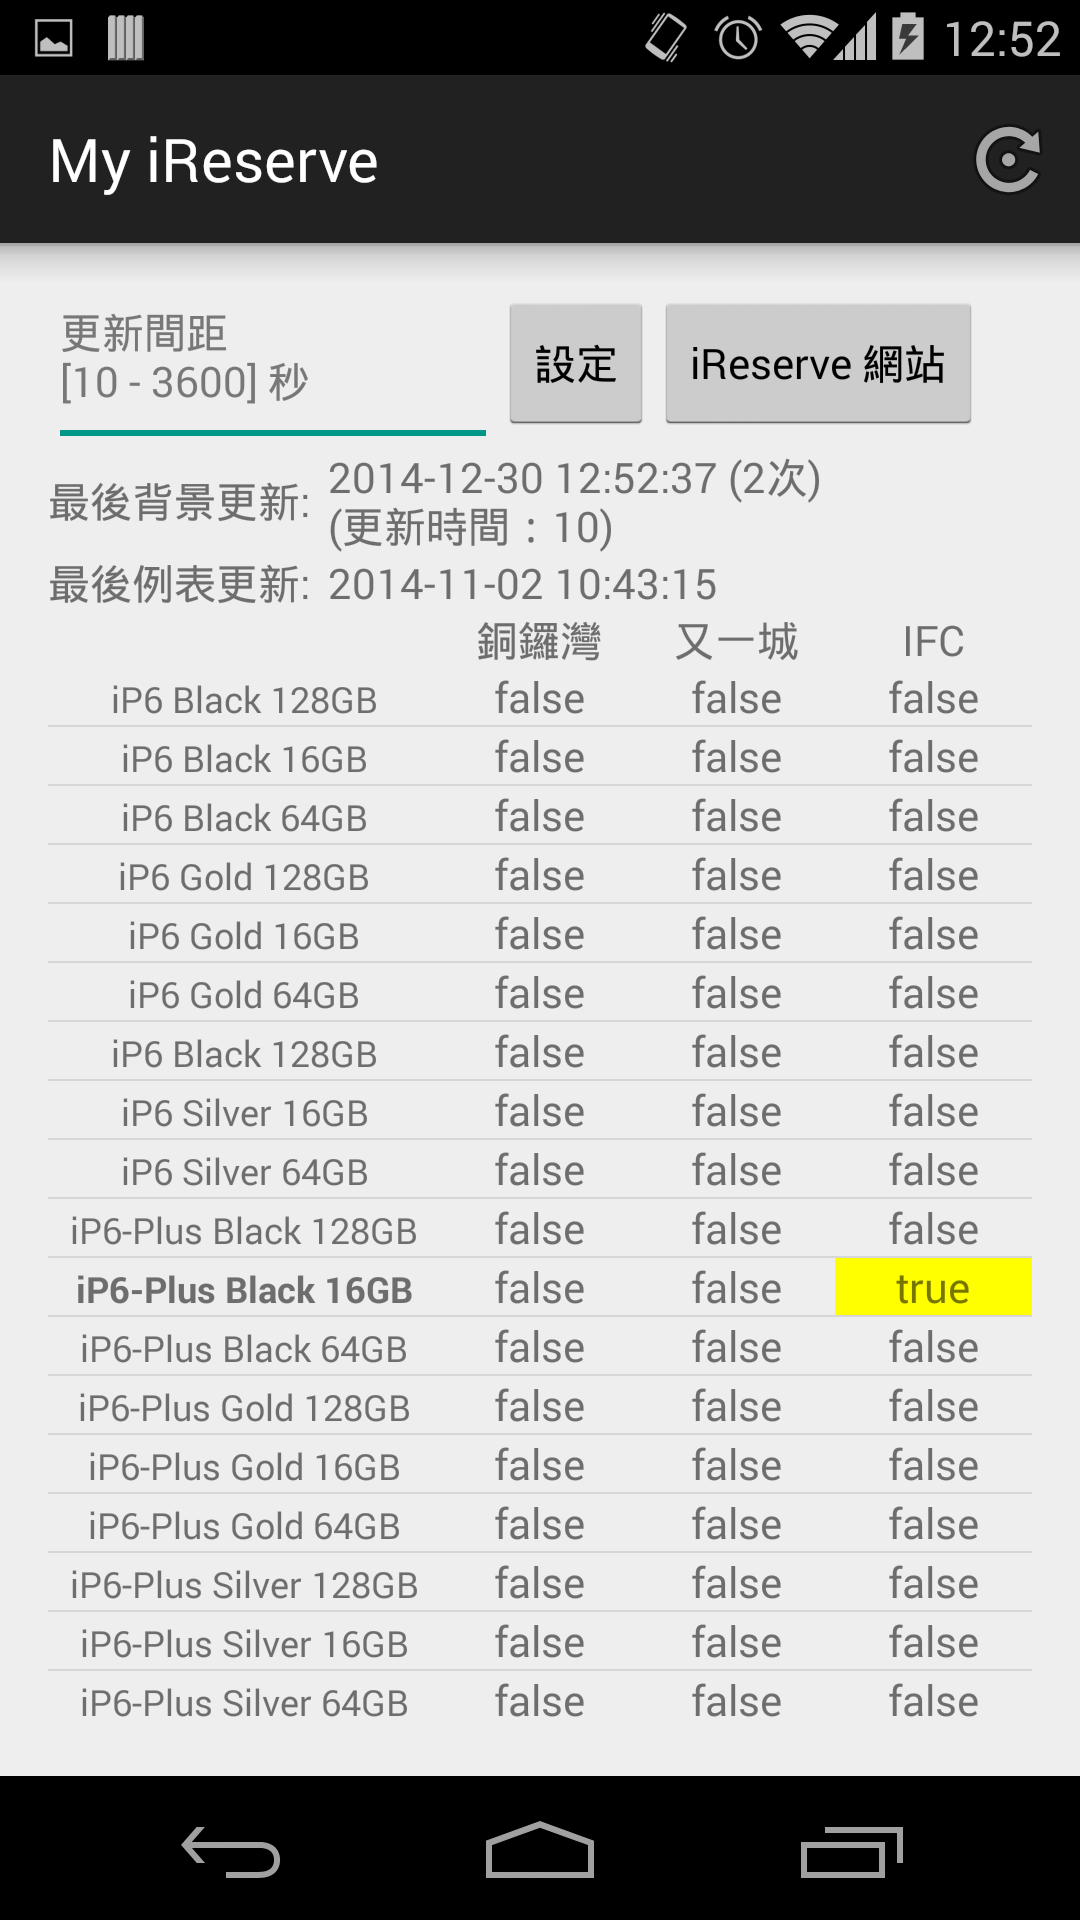 12:52
My iReserve
更新間距
[10 - 3600] 秒
設定
iReserve 網站
最後背景更新: 2014-12-30 12:52:37 (2次)
(更新時間：10)
最後例表更新: 2014-11-02 10:43:15
銅鑼灣 又一城 IFC
iP6 Black 128GB false false false
iP6 Black 16GB false false false
iP6 Black 64GB false false false
iP6 Gold 128GB false false false
iP6 Gold 16GB false false false
iP6 Gold 64GB false false false
iP6 Black 128GB false false false
iP6 Silver 16GB false false false
iP6 Silver 64GB false false false
iP6-Plus Black 128GB false false false
iP6-Plus Black 16GB false false true
iP6-Plus Black 64GB false false false
iP6-Plus Gold 128GB false false false
iP6-Plus Gold 16GB false false false
iP6-Plus Gold 64GB false false false
iP6-Plus Silver 128GB false false false
iP6-Plus Silver 16GB false false false
iP6-Plus Silver 64GB false false false